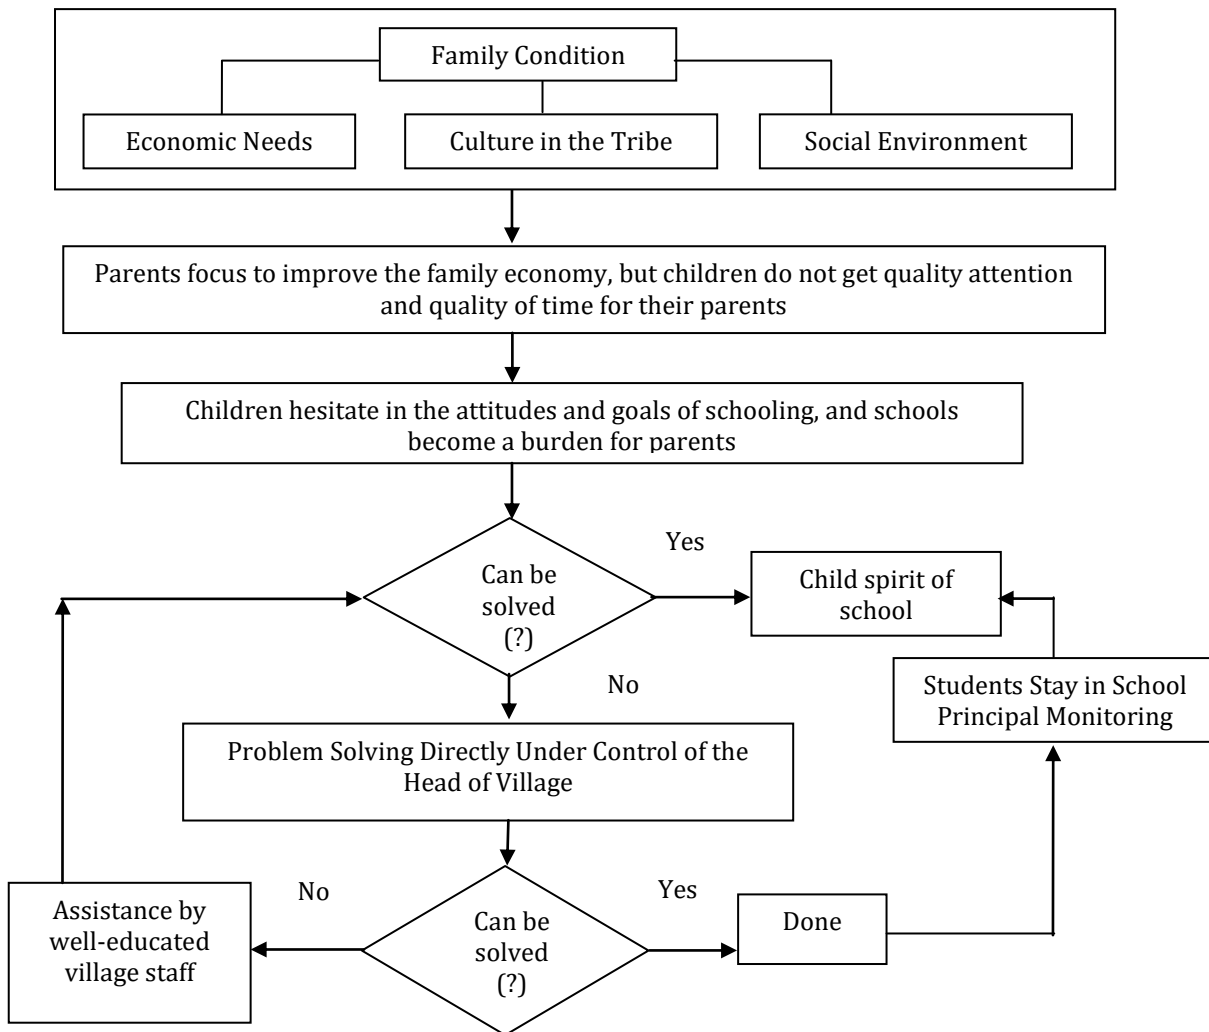 Family Condition
Economic Needs
Culture in the Tribe
Social Environment
Parents focus to improve the family economy, but children do not get quality attention
and quality of time for their parents
Children hesitate in the attitudes and goals of schooling, and schools
become a burden for parents
Can be
solved
(?)
Yes
Child spirit of
school
No
Students Stay in School
Principal Monitoring
Problem Solving Directly Under Control of the
Head of Village
No
Assistance by
well-educated
village staff
Can be
solved
(?)
Yes
Done